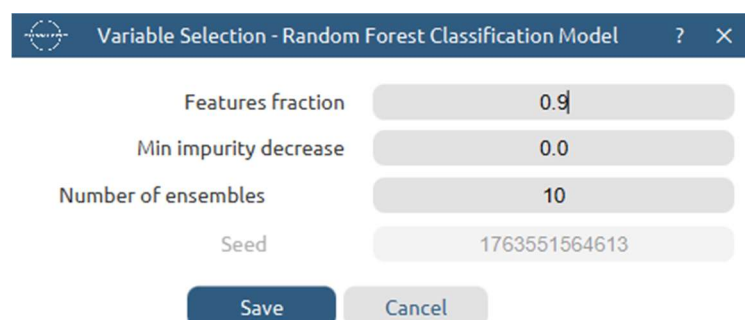 Variable Selection - Random Forest Classification Model ? ×
Features fraction 0.9
Min impurity decrease 0.0
Number of ensembles 10
Seed 1763551564613
Save Cancel